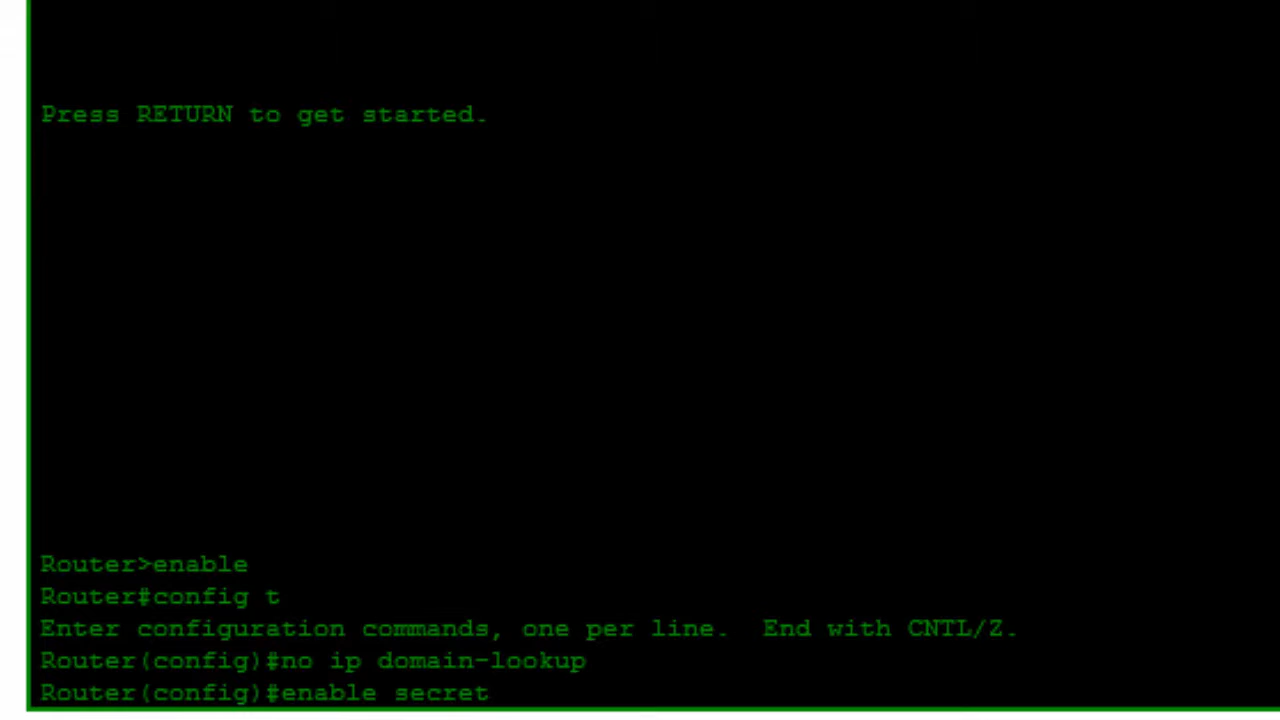 Press RETURN to get started.
Router>enable
Router#config t
Enter configuration commands, one per line.  End with CNTL/Z.
Router(config)#no ip domain-lookup
Router(config)#enable secret